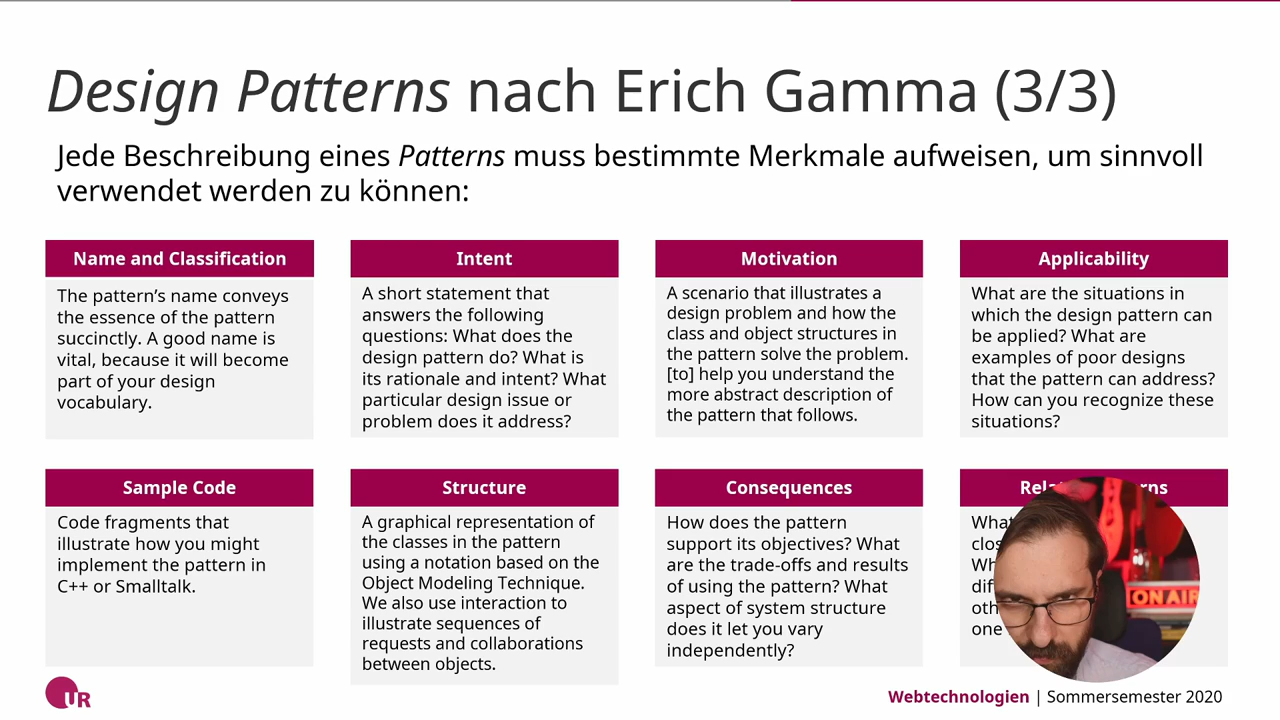 Design Patterns nach Erich Gamma (3/3)
Jede Beschreibung eines Patterns muss bestimmte Merkmale aufweisen, um sinnvoll
verwendet werden zu können:
Name and Classification
The pattern’s name conveys
the essence of the pattern
succinctly. A good name is
vital, because it will become
part of your design
vocabulary.
Intent
A short statement that
answers the following
questions: What does the
design pattern do? What is
its rationale and intent? What
particular design issue or
problem does it address?
Motivation
A scenario that illustrates a
design problem and how the
class and object structures in
the pattern solve the problem.
[to] help you understand the
more abstract description of
the pattern that follows.
Applicability
What are the situations in
which the design pattern can
be applied? What are
examples of poor designs
that the pattern can address?
How can you recognize these
situations?
Sample Code
Code fragments that
illustrate how you might
implement the pattern in
C++ or Smalltalk.
Structure
A graphical representation of
the classes in the pattern
using a notation based on the
Object Modeling Technique.
We also use interaction to
illustrate sequences of
requests and collaborations
between objects.
Consequences
How does the pattern
support its objectives? What
are the trade-offs and results
of using the pattern? What
aspect of system structure
does it let you vary
independently?
What
one
ON AIR
UR
Webtechnologien | Sommersemester 2020